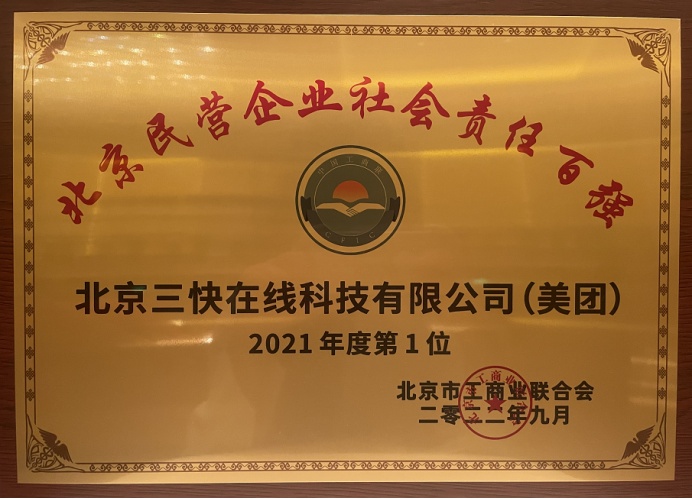 北京民营企业社会责任百强
CFIC
北京三快在线科技有限公司（美团）
2021年度第1位
北京市工商业联合会
二零二二年九月